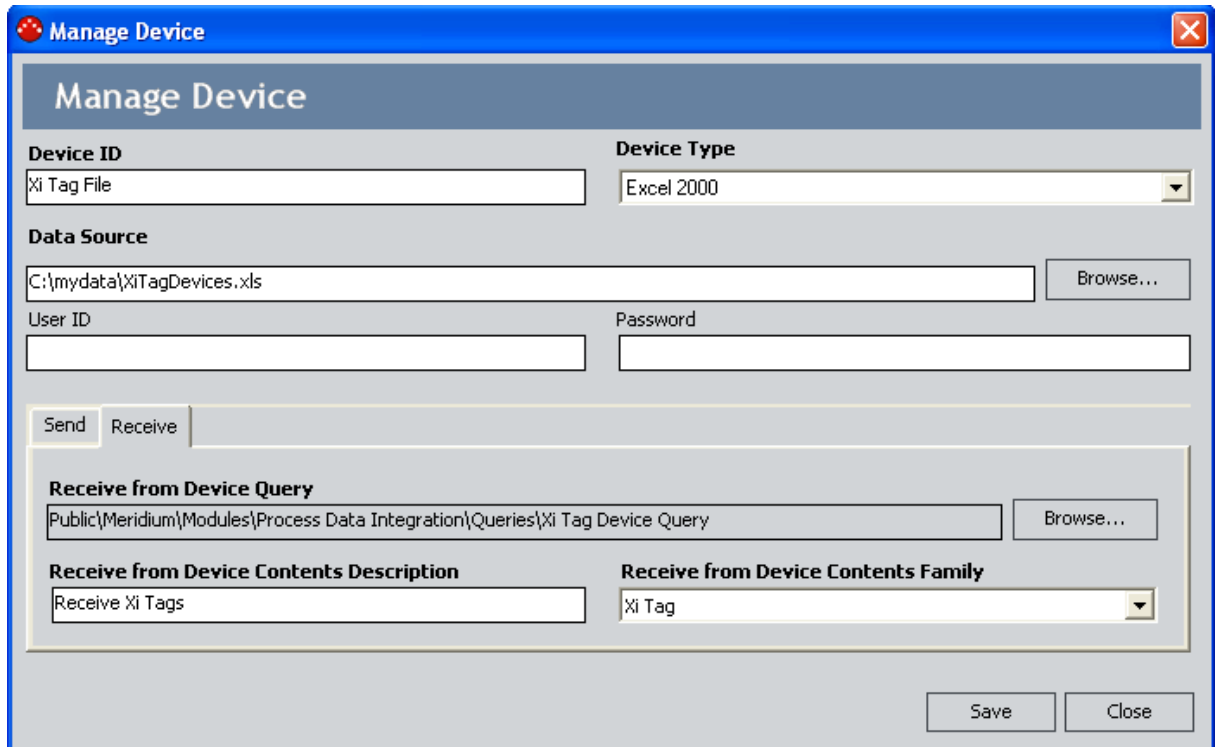 Manage Device
Manage Device
Device ID
Device Type
Xi Tag File
Excel 2000
Data Source
C:\mydata\XiTagDevices.xls
Browse...
User ID
Password
Send
Receive
Receive from Device Query
Public\Meridium\Modules\Process Data Integration\Queries\Xi Tag Device Query
Browse...
Receive from Device Contents Description
Receive from Device Contents Family
Receive Xi Tags
Xi Tag
Save
Close